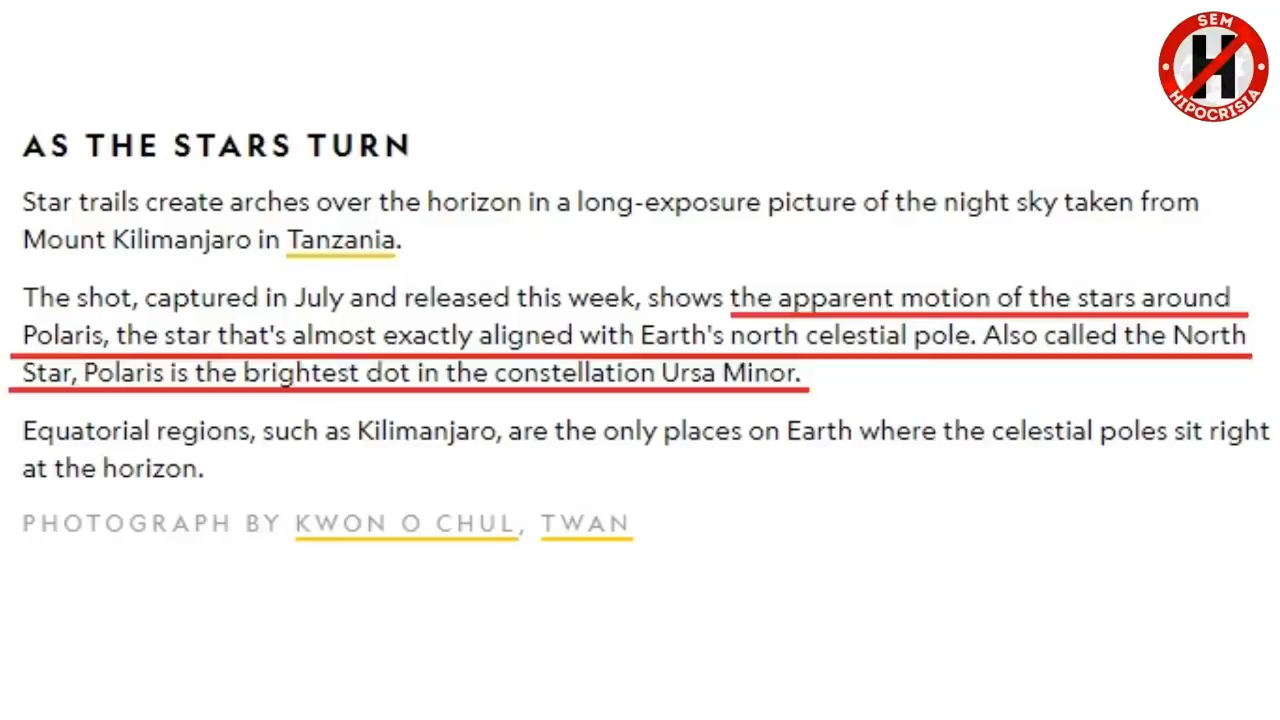 SEM
H
HIPOCRISIA
AS THE STARS TURN
Star trails create arches over the horizon in a long-exposure picture of the night sky taken from
Mount Kilimanjaro in Tanzania.
The shot, captured in July and released this week, shows the apparent motion of the stars around
Polaris, the star that's almost exactly aligned with Earth's north celestial pole. Also called the North
Star, Polaris is the brightest dot in the constellation Ursa Minor.
Equatorial regions, such as Kilimanjaro, are the only places on Earth where the celestial poles sit right
at the horizon.
PHOTOGRAPH BY KWON O CHUL, TWAN